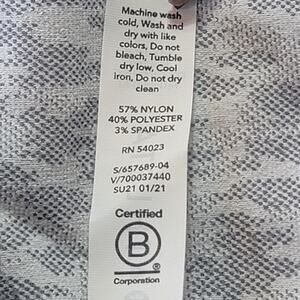 Machine wash
cold, Wash and
dry with like
colors, Do not
bleach, Tumble
dry low, Cool
iron, Do not dry
clean
57% NYLON
40% POLYESTER
3% SPANDEX
RN 54023
S/657689-04
V/700037440
SU21 01/21
Certified
B
®
Corporation